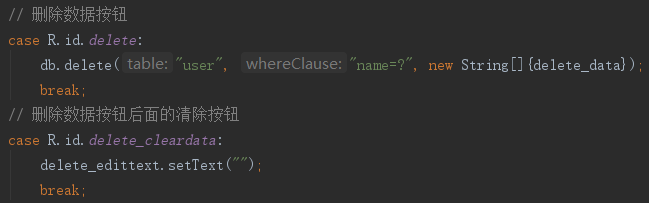 // 删除数据按钮
case R.id.delete:
db.delete( table: "user", whereClause: "name=?", new String[]{delete_data});
break;
// 删除数据按钮后面的清除按钮
case R.id.delete_cleardata:
delete_edittext.setText("");
break;